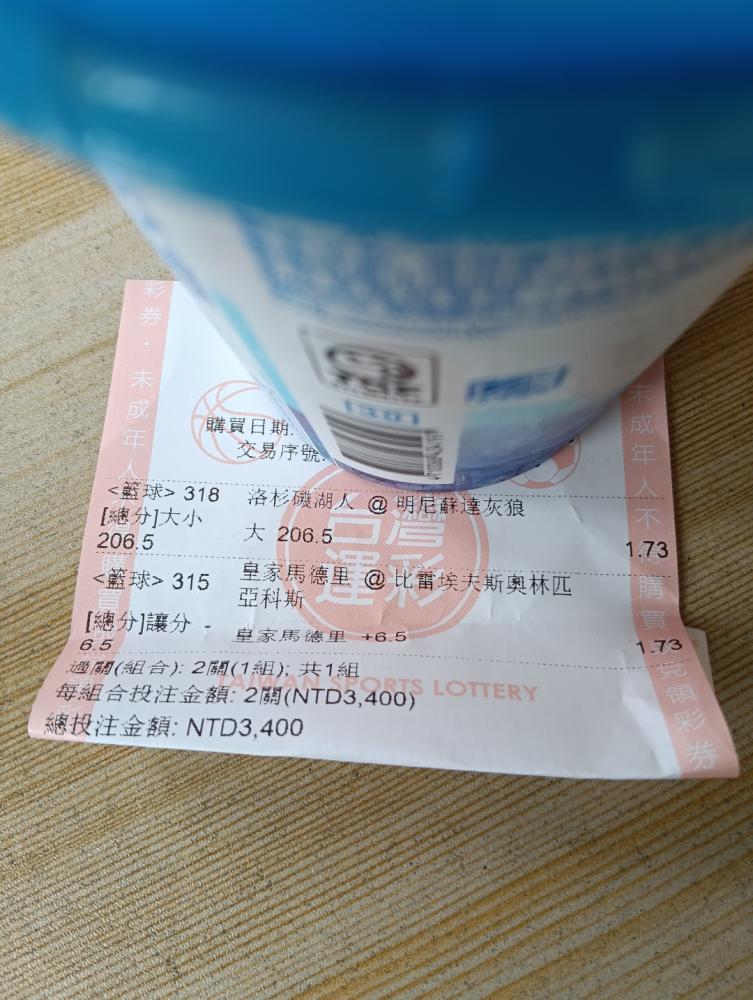 彩券．未成年人
購買日期:
交易序號:
<籃球> 318 洛杉磯湖人 @ 明尼蘇達灰狼
[總分]大小
206.5 大 206.5 1.73
<籃球> 315 皇家馬德里 @ 比雷埃夫斯奧林匹
亞科斯
[總分]讓分 - 皇家馬德里 +6.5
6.5 1.73
過關(組合): 2關(1組); 共1組
每組合投注金額: 2關(NTD3,400)
總投注金額: NTD3,400
台灣
運彩
TAIWAN SPORTS LOTTERY
未成年人不得購買
兌領彩券